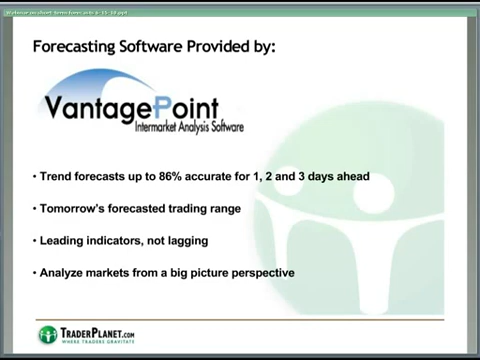 Forecasting Software Provided by:
VantagePoint
Intermarket Analysis Software
• Trend forecasts up to 86% accurate for 1, 2 and 3 days ahead
• Tomorrow's forecasted trading range
• Leading indicators, not lagging
• Analyze markets from a big picture perspective
TRADERPLANET.COM
WHERE TRADERS GRAVITATE